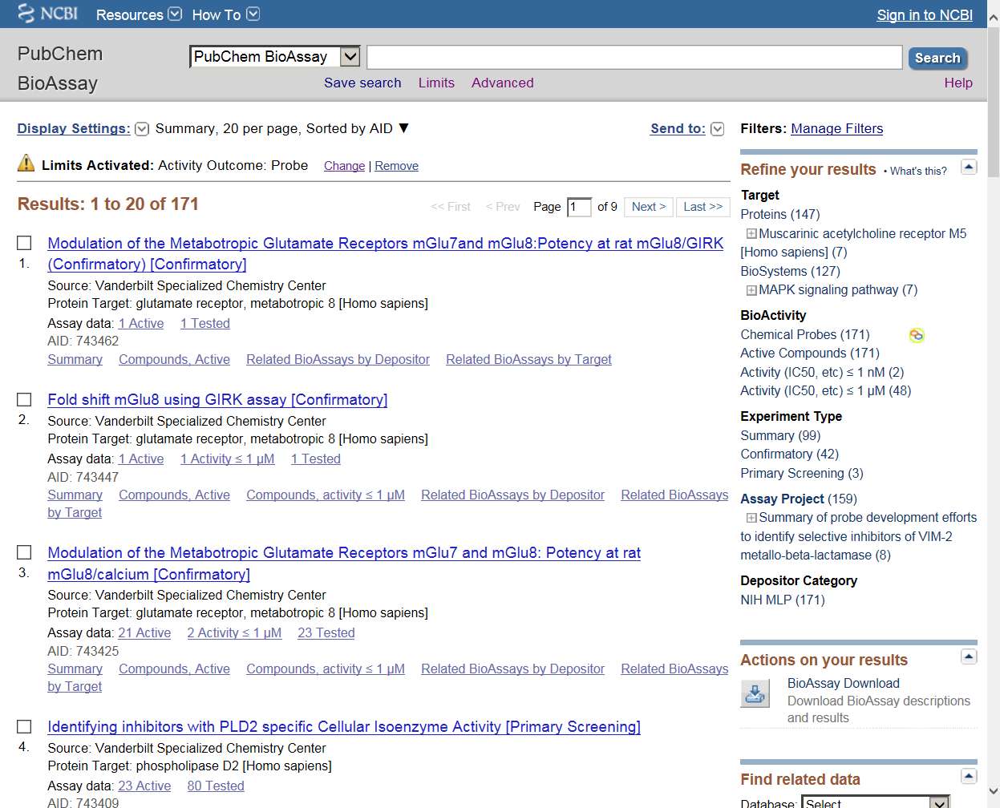 NCBI Resources How To Sign in to NCBI
PubChem BioAssay
PubChem BioAssay Search
Save search Limits Advanced Help
Display Settings: Summary, 20 per page, Sorted by AID ▼ Send to:
Limits Activated: Activity Outcome: Probe Change | Remove
Results: 1 to 20 of 171
<< First < Prev Page 1 of 9 Next > Last >>
Modulation of the Metabotropic Glutamate Receptors mGlu7and mGlu8:Potency at rat mGlu8/GIRK
1. (Confirmatory) [Confirmatory]
Source: Vanderbilt Specialized Chemistry Center
Protein Target: glutamate receptor, metabotropic 8 [Homo sapiens]
Assay data: 1 Active 1 Tested
AID: 743462
Summary Compounds, Active Related BioAssays by Depositor Related BioAssays by Target
Fold shift mGlu8 using GIRK assay [Confirmatory]
2. Source: Vanderbilt Specialized Chemistry Center
Protein Target: glutamate receptor, metabotropic 8 [Homo sapiens]
Assay data: 1 Active 1 Activity ≤ 1 µM 1 Tested
AID: 743447
Summary Compounds, Active Compounds, activity ≤ 1 µM Related BioAssays by Depositor Related BioAssays
by Target
Modulation of the Metabotropic Glutamate Receptors mGlu7 and mGlu8: Potency at rat
3. mGlu8/calcium [Confirmatory]
Source: Vanderbilt Specialized Chemistry Center
Protein Target: glutamate receptor, metabotropic 8 [Homo sapiens]
Assay data: 21 Active 2 Activity ≤ 1 µM 23 Tested
AID: 743425
Summary Compounds, Active Compounds, activity ≤ 1 µM Related BioAssays by Depositor Related BioAssays
by Target
Identifying inhibitors with PLD2 specific Cellular Isoenzyme Activity [Primary Screening]
4. Source: Vanderbilt Specialized Chemistry Center
Protein Target: phospholipase D2 [Homo sapiens]
Assay data: 23 Active 80 Tested
AID: 743409
Filters: Manage Filters
Refine your results • What's this?
Target
Proteins (147)
Muscarinic acetylcholine receptor M5
[Homo sapiens] (7)
BioSystems (127)
MAPK signaling pathway (7)
BioActivity
Chemical Probes (171)
Active Compounds (171)
Activity (IC50, etc) ≤ 1 nM (2)
Activity (IC50, etc) ≤ 1 µM (48)
Experiment Type
Summary (99)
Confirmatory (42)
Primary Screening (3)
Assay Project (159)
Summary of probe development efforts
to identify selective inhibitors of VIM-2
metallo-beta-lactamase (8)
Depositor Category
NIH MLP (171)
Actions on your results
BioAssay Download
Download BioAssay descriptions
and results
Find related data
Database: Select